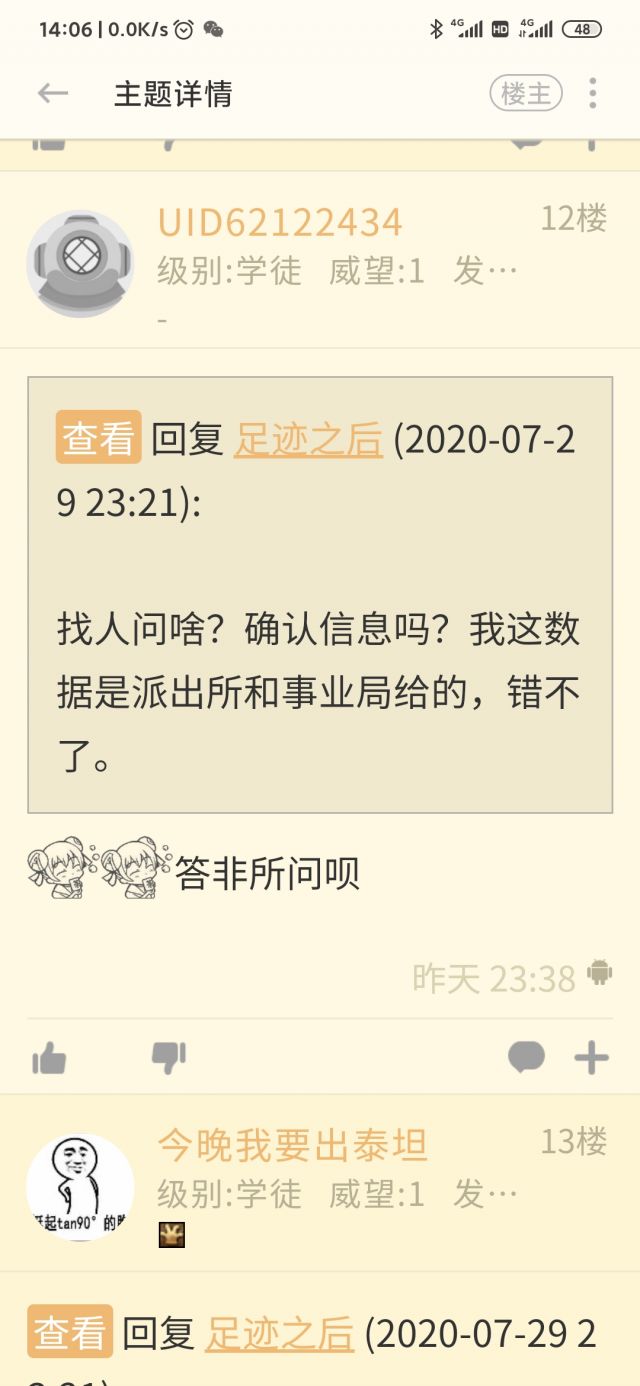 14:06 | 0.0K/s
4G HD 4G 48
主题详情
楼主
UID62122434
12楼
级别:学徒 威望:1 发…
-
查看 回复 足迹之后 (2020-07-2
9 23:21):
找人问啥？确认信息吗？我这数
据是派出所和事业局给的，错不
了。
答非所问呗
昨天 23:38
今晚我要出泰坦
13楼
级别:学徒 威望:1 发…
起tan90°的
查看 回复 足迹之后 (2020-07-29 2